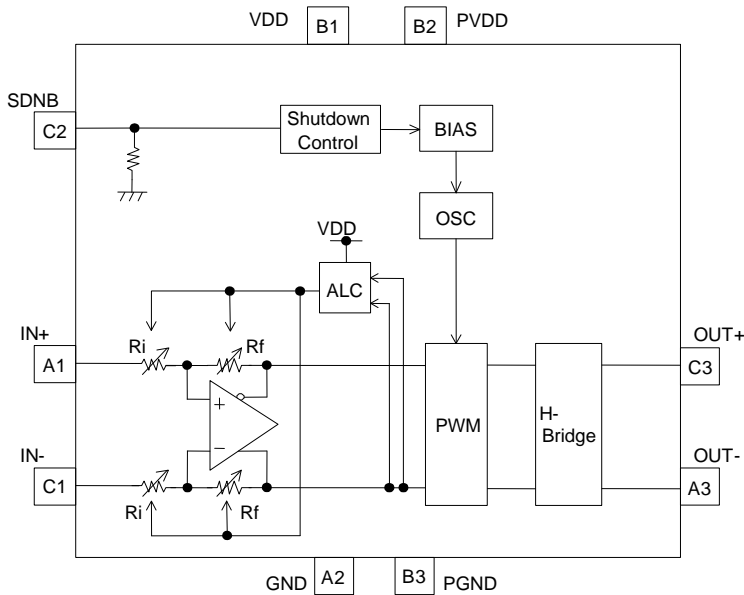 VDD B1 B2 PVDD
SDNB
C2
Shutdown
Control
BIAS
OSC
VDD
ALC
IN+
A1
Ri Rf
+
−
PWM
H-
Bridge
OUT+
C3
IN-
C1
Ri Rf
OUT-
A3
GND A2 B3 PGND